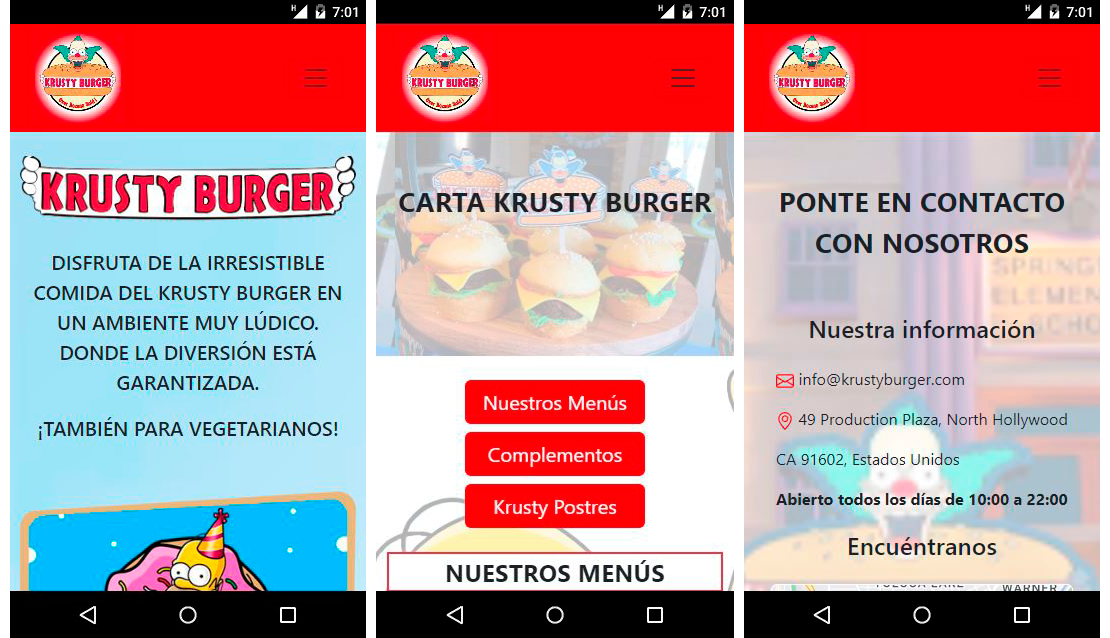 H 7:01
KRUSTY BURGER
KRUSTY BURGER
DISFRUTA DE LA IRRESISTIBLE
COMIDA DEL KRUSTY BURGER EN
UN AMBIENTE MUY LÚDICO.
DONDE LA DIVERSIÓN ESTÁ
GARANTIZADA.
¡TAMBIÉN PARA VEGETARIANOS!
H 7:01
KRUSTY BURGER
CARTA KRUSTY BURGER
Nuestros Menús
Complementos
Krusty Postres
NUESTROS MENÚS
H 7:01
KRUSTY BURGER
PONTE EN CONTACTO
CON NOSOTROS
Nuestra información
info@krustyburger.com
49 Production Plaza, North Hollywood
CA 91602, Estados Unidos
Abierto todos los días de 10:00 a 22:00
Encuéntranos
WARNER